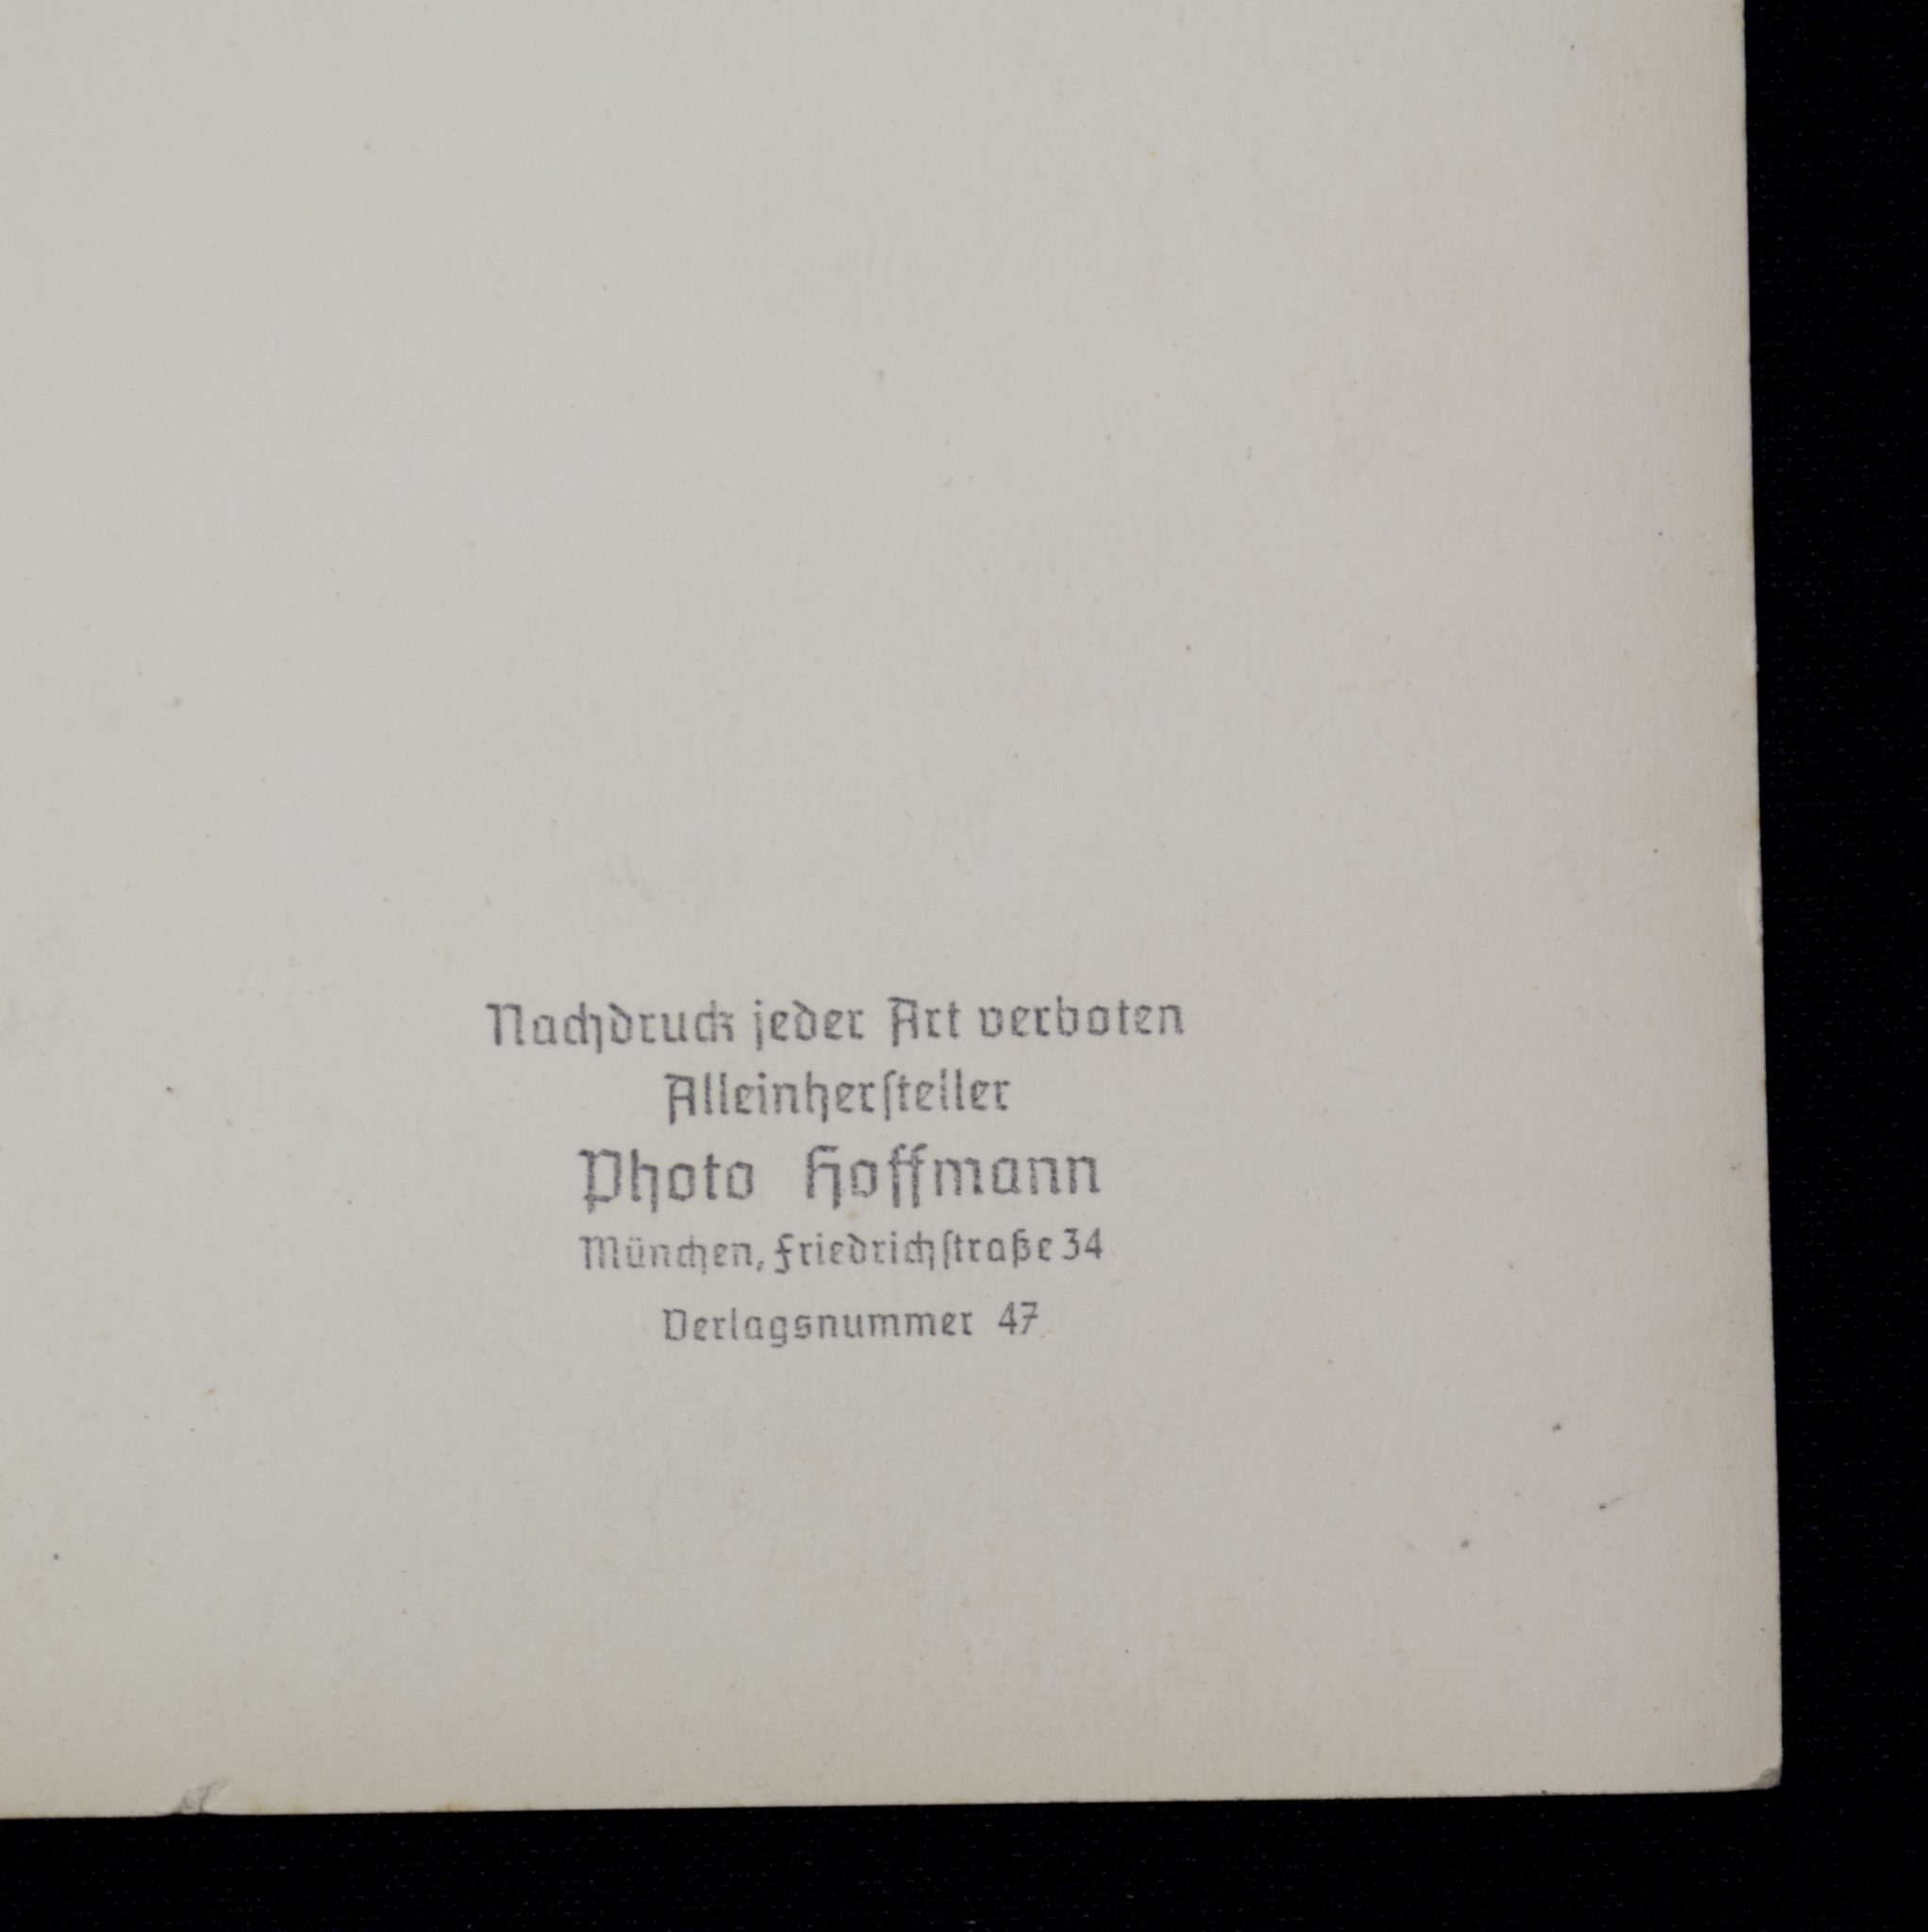 Nachdruck jeder Art verboten
Alleinherſteller
Photo Hoffmann
München, Friedrichſtraße 34
Verlagsnummer 47